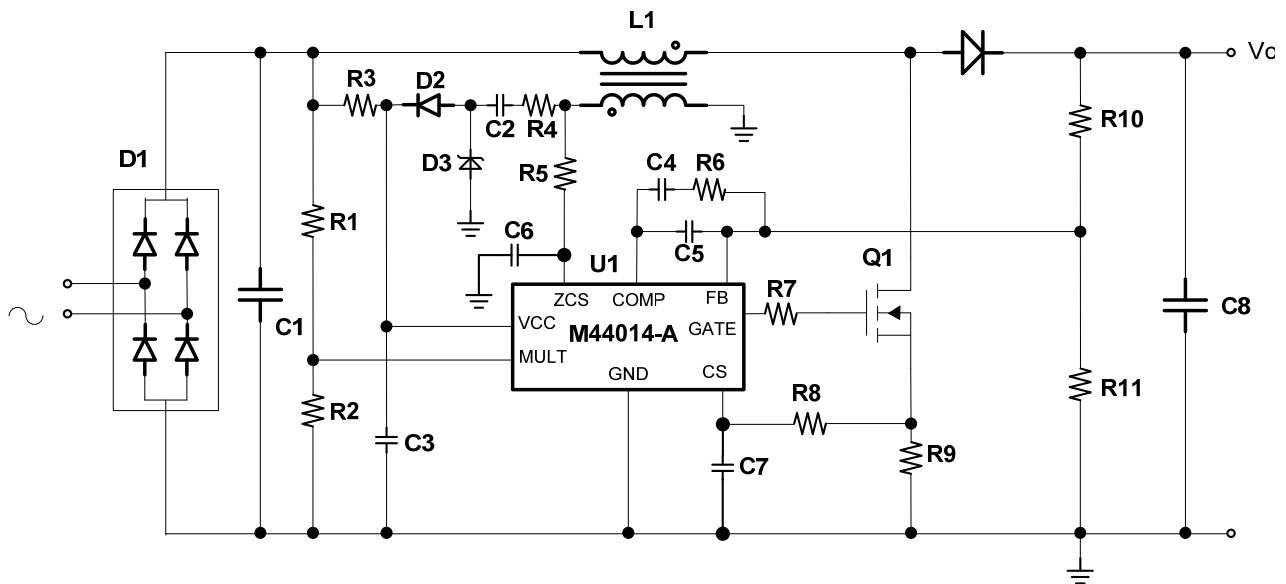 L1
Vo
R3
D2
C2
R4
R10
D1
D3
R5
C4
R6
R1
C6
C5
U1
Q1
ZCS
COMP
FB
R7
C1
VCC
M44014-A
GATE
C8
MULT
GND
CS
R2
R8
R11
C3
C7
R9